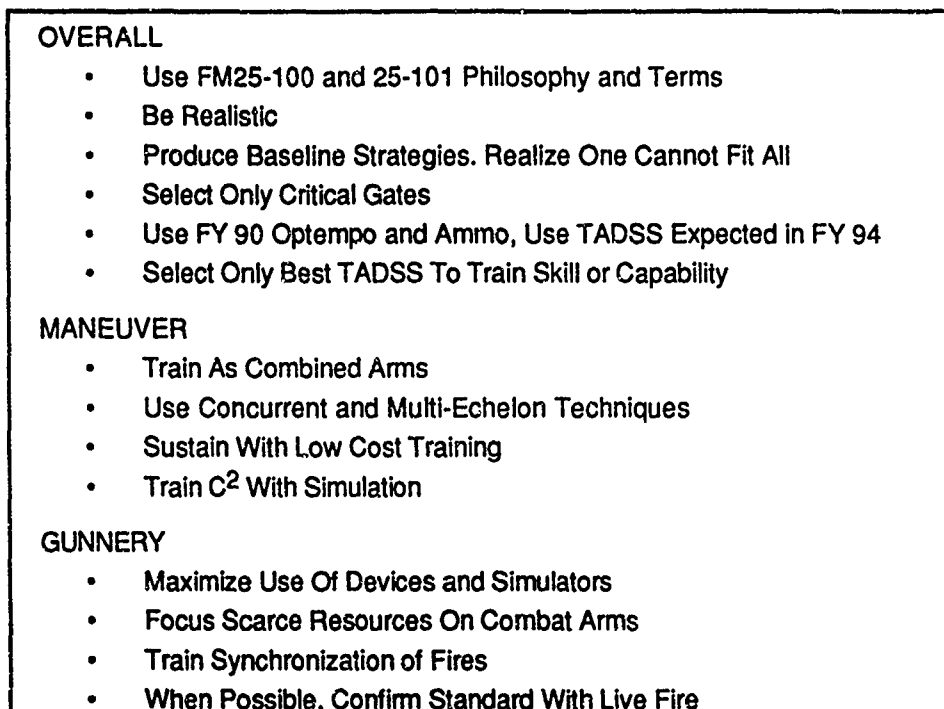 OVERALL
• Use FM25-100 and 25-101 Philosophy and Terms
• Be Realistic
• Produce Baseline Strategies. Realize One Cannot Fit All
• Select Only Critical Gates
• Use FY 90 Optempo and Ammo, Use TADSS Expected in FY 94
• Select Only Best TADSS To Train Skill or Capability
MANEUVER
• Train As Combined Arms
• Use Concurrent and Multi-Echelon Techniques
• Sustain With Low Cost Training
• Train C² With Simulation
GUNNERY
• Maximize Use Of Devices and Simulators
• Focus Scarce Resources On Combat Arms
• Train Synchronization of Fires
• When Possible, Confirm Standard With Live Fire